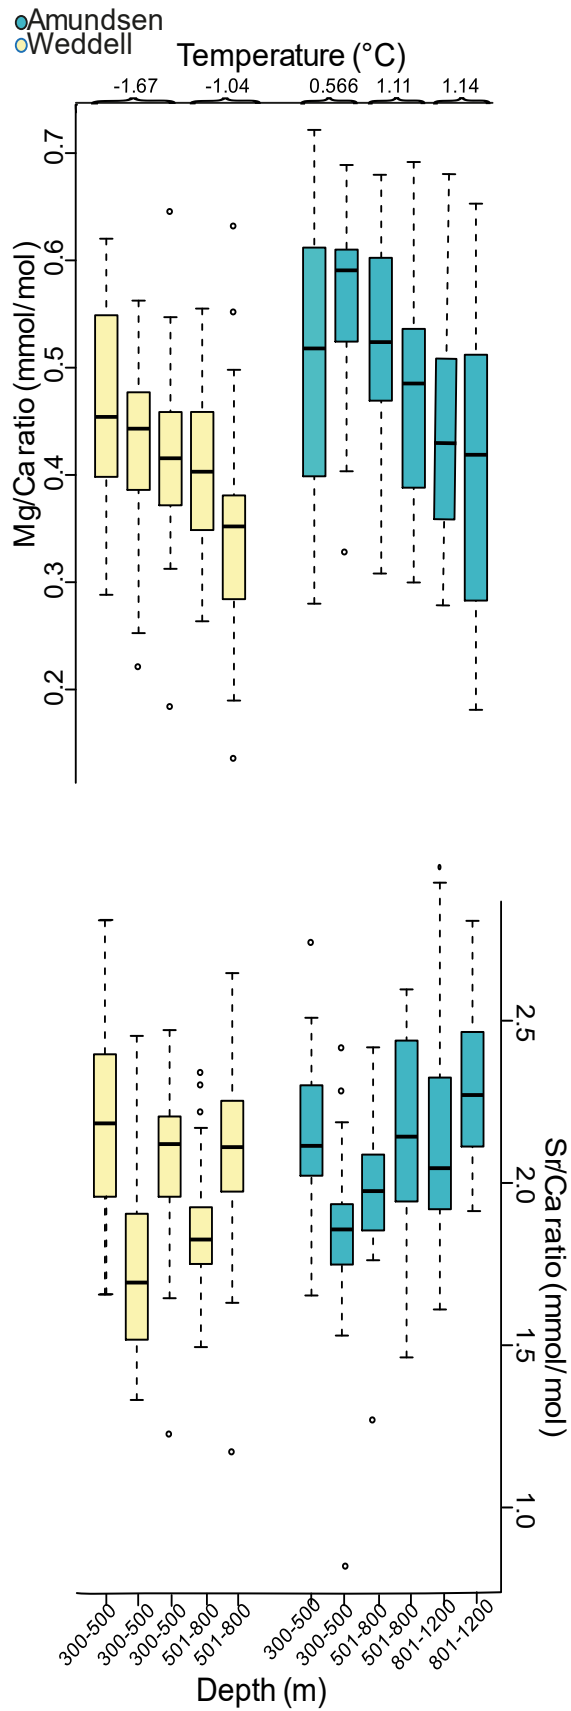 Amundsen
Weddell
Temperature (°C)
-1.67 -1.04 0.566 1.11 1.14
Mg/Ca ratio (mmol/mol)
0.7
0.6
0.5
0.4
0.3
0.2
Sr/Ca ratio (mmol/mol)
2.5
2.0
1.5
1.0
300-500 300-500 300-500 501-800 501-800 300-500 300-500 501-800 501-800 801-1200 801-1200
Depth (m)